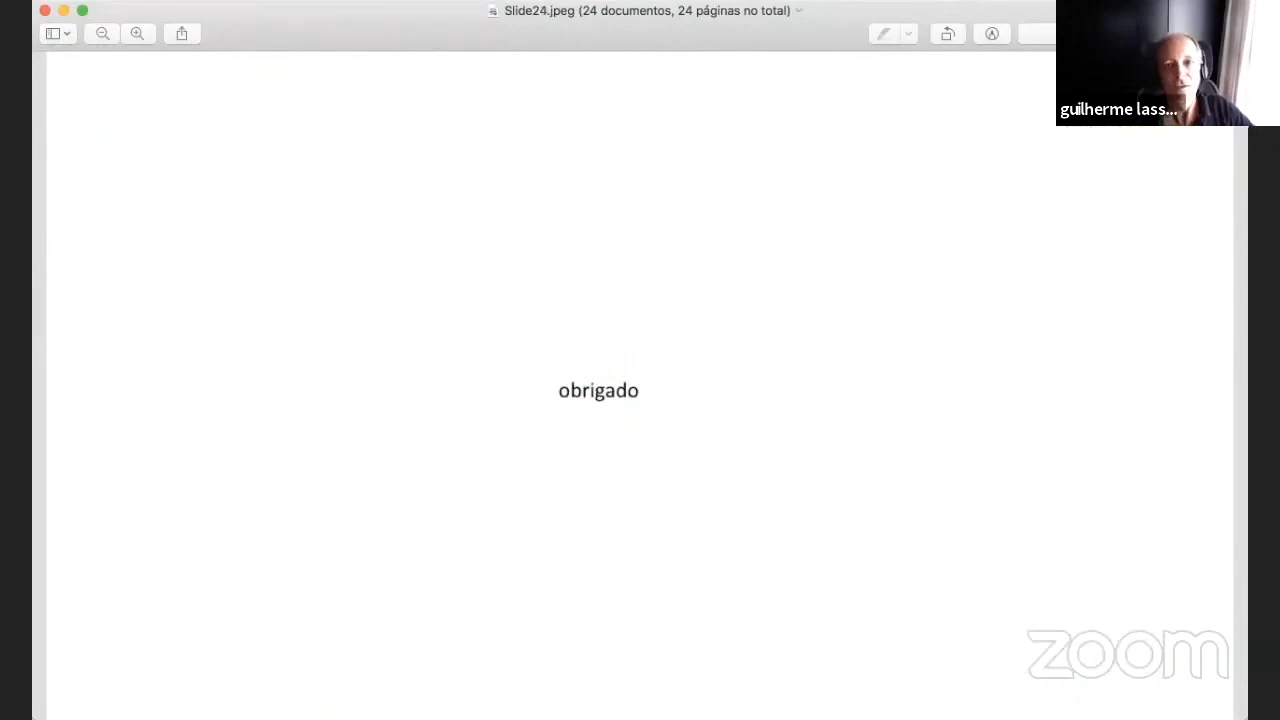 Slide24.jpeg (24 documentos, 24 páginas no total)
guilherme lass...
obrigado
zoom